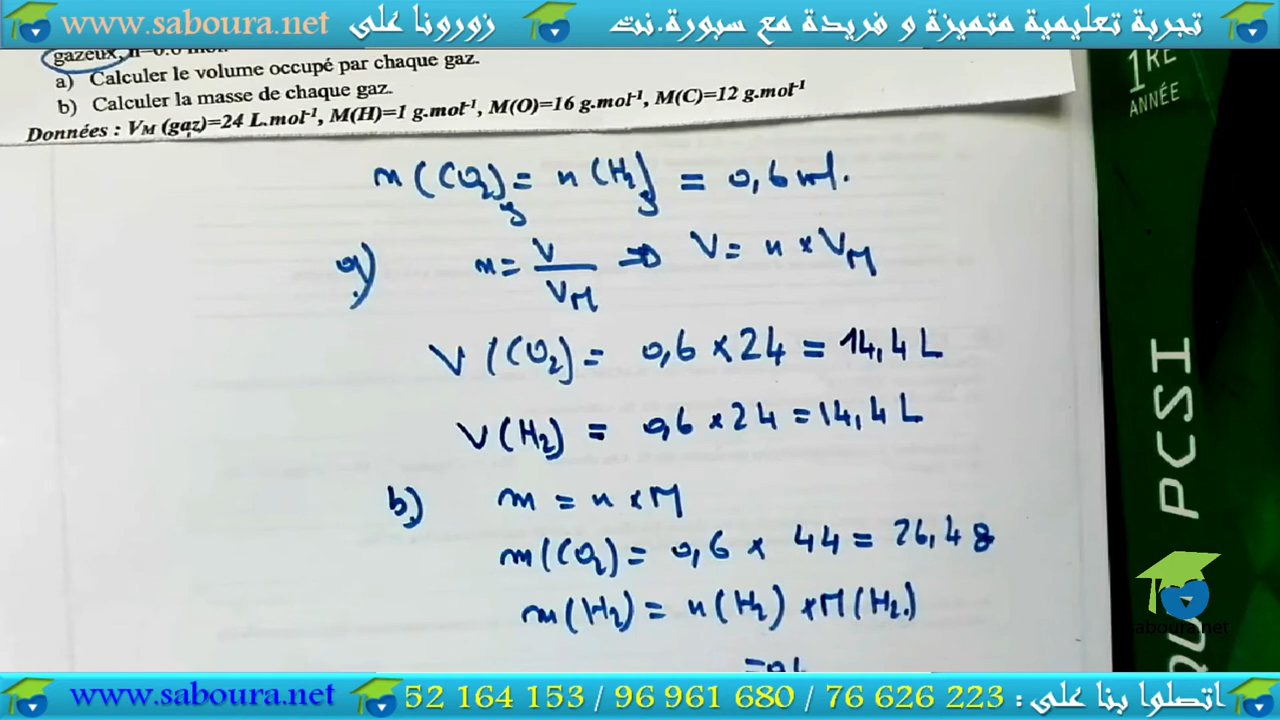 www.saboura.net زورونا على تجربة تعليمية متميزة و فريدة مع سبورة.نت
gazeux, n=0.6 mol.
a) Calculer le volume occupé par chaque gaz.
b) Calculer la masse de chaque gaz.
Données : VM (gaz)=24 L.mol-1, M(H)=1 g.mol-1, M(O)=16 g.mol-1, M(C)=12 g.mol-1
n(CO2)g = n(H2)g = 0,6 mol.
a) n = V/VM => V = n × VM
V(CO2) = 0,6 × 24 = 14,4 L
V(H2) = 0,6 × 24 = 14,4 L
b) m = n × M
m(CO2) = 0,6 × 44 = 26,4 g
m(H2) = n(H2) × M(H2)
1RE
ANNÉE
PCSI
saboura.net
www.saboura.net 52 164 153 / 96 961 680 / 76 626 223 : اتصلوا بنا على